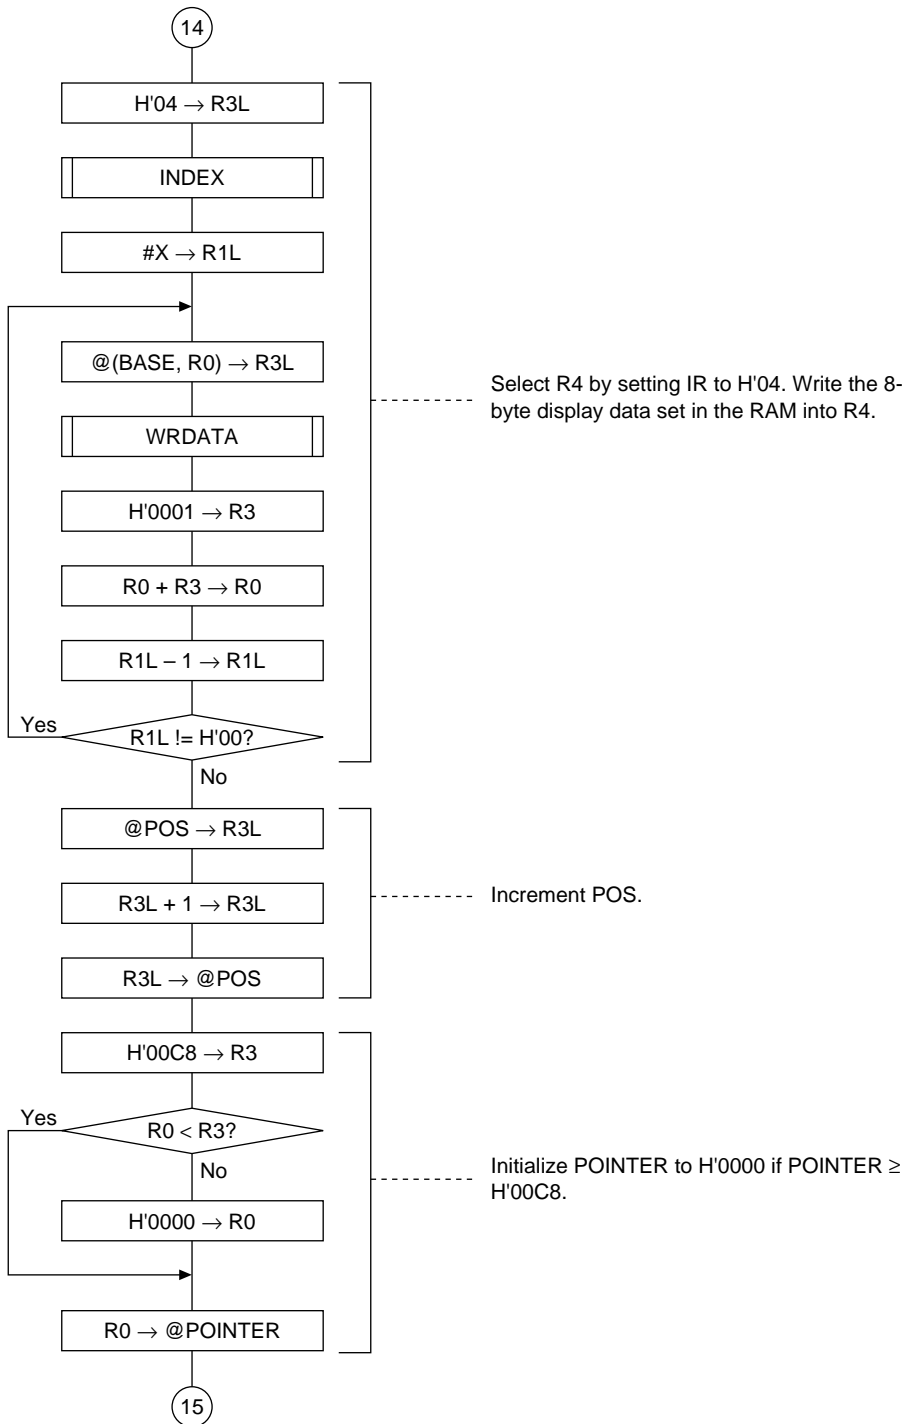 14
H'04 → R3L
INDEX
#X → R1L
@(BASE, R0) → R3L
WRDATA
H'0001 → R3
R0 + R3 → R0
R1L – 1 → R1L
Yes
R1L != H'00?
No
Select R4 by setting IR to H'04. Write the 8-
byte display data set in the RAM into R4.
@POS → R3L
R3L + 1 → R3L
R3L → @POS
Increment POS.
H'00C8 → R3
Yes
R0 < R3?
No
H'0000 → R0
R0 → @POINTER
Initialize POINTER to H'0000 if POINTER ≥
H'00C8.
15